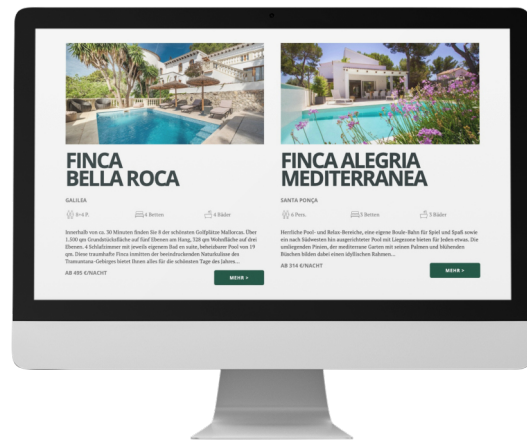 FINCA
BELLA ROCA
GALILEA
8+4 P.
4 Betten
4 Bäder
Innerhalb von ca. 30 Minuten finden Sie 8 der schönsten Golfplätze Mallorcas. Über
1.500 qm Grundstücksfläche auf fünf Ebenen am Hang, 328 qm Wohnfläche auf drei
Ebenen. 4 Schlafzimmer mit jeweils eigenem Bad en suite, beheizbarer Pool von 19
qm. Diese traumhafte Finca inmitten der beeindruckenden Naturkulisse des
Tramuntana-Gebirges bietet Ihnen alles für die schönsten Tage des Jahres...
AB 495 €/NACHT
MEHR >
FINCA ALEGRIA
MEDITERRANEA
SANTA PONÇA
6 Pers.
3 Betten
3 Bäder
Herrliche Pool- und Relax-Bereiche, eine eigene Boule-Bahn für Spiel und Spaß sowie
ein nach Südwesten hin ausgerichteter Pool mit Liegezone bieten für Jeden etwas. Die
umliegenden Pinien, der mediterrane Garten mit seinen Palmen und blühenden
Büschen bilden dabei einen idyllischen Rahmen...
AB 314 €/NACHT
MEHR >